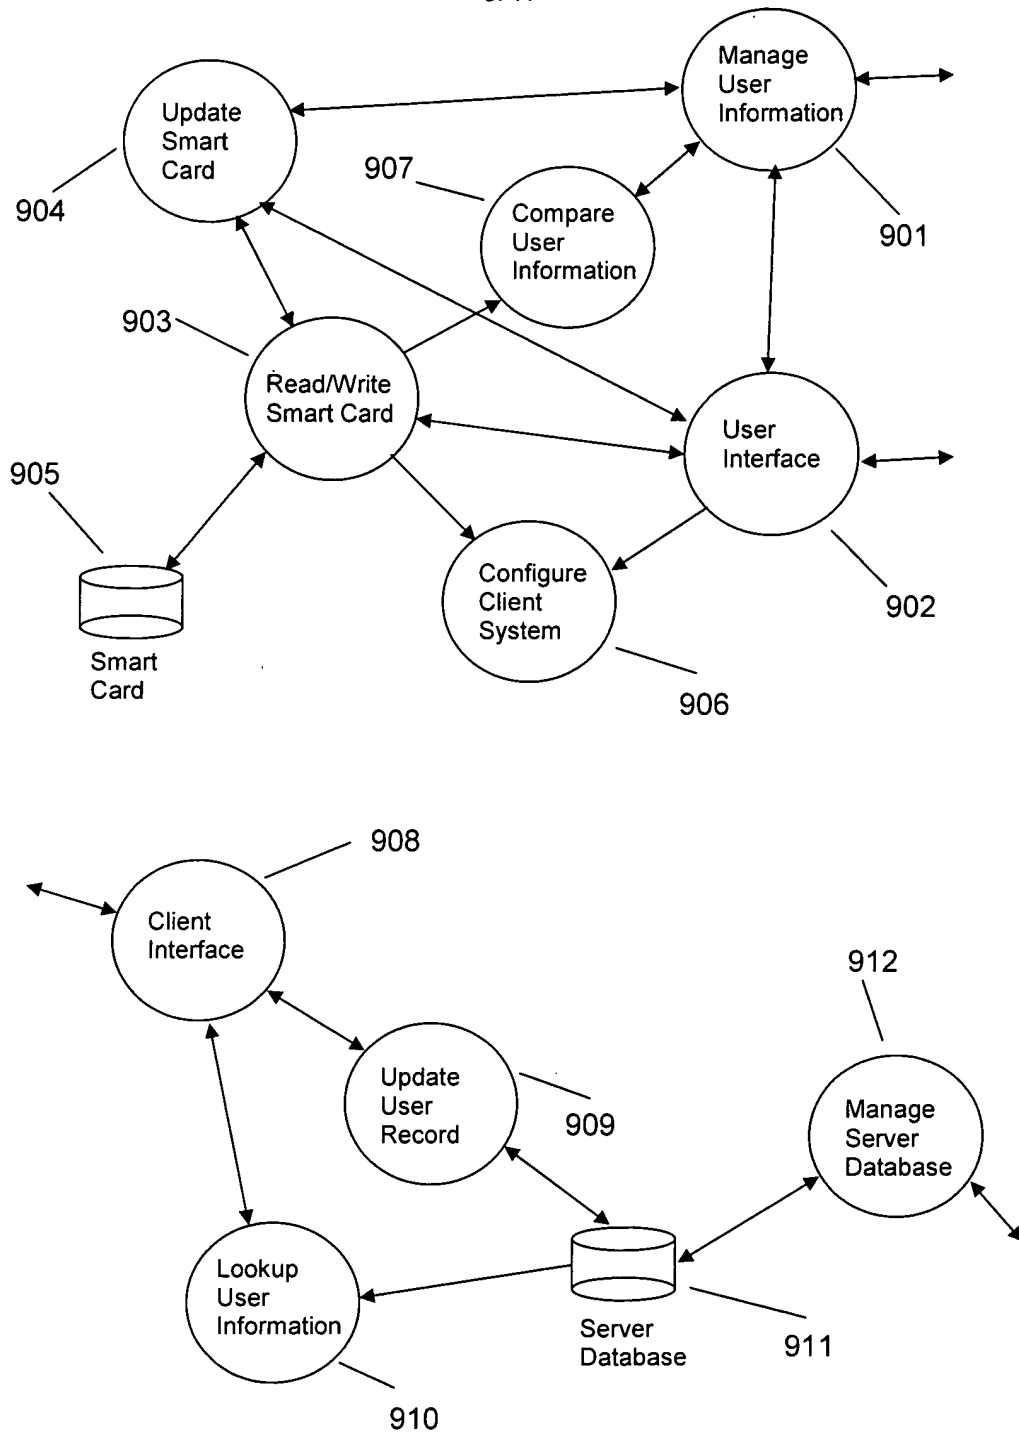 Manage
User
Information
Update
Smart
Card
907
904
Compare
User
Information
901
903
Read/Write
Smart Card
User
Interface
905
Configure
Client
System
902
Smart
Card
906
908
Client
Interface
912
Update
User
Record
Manage
Server
Database
909
Lookup
User
Information
Server
Database
911
910